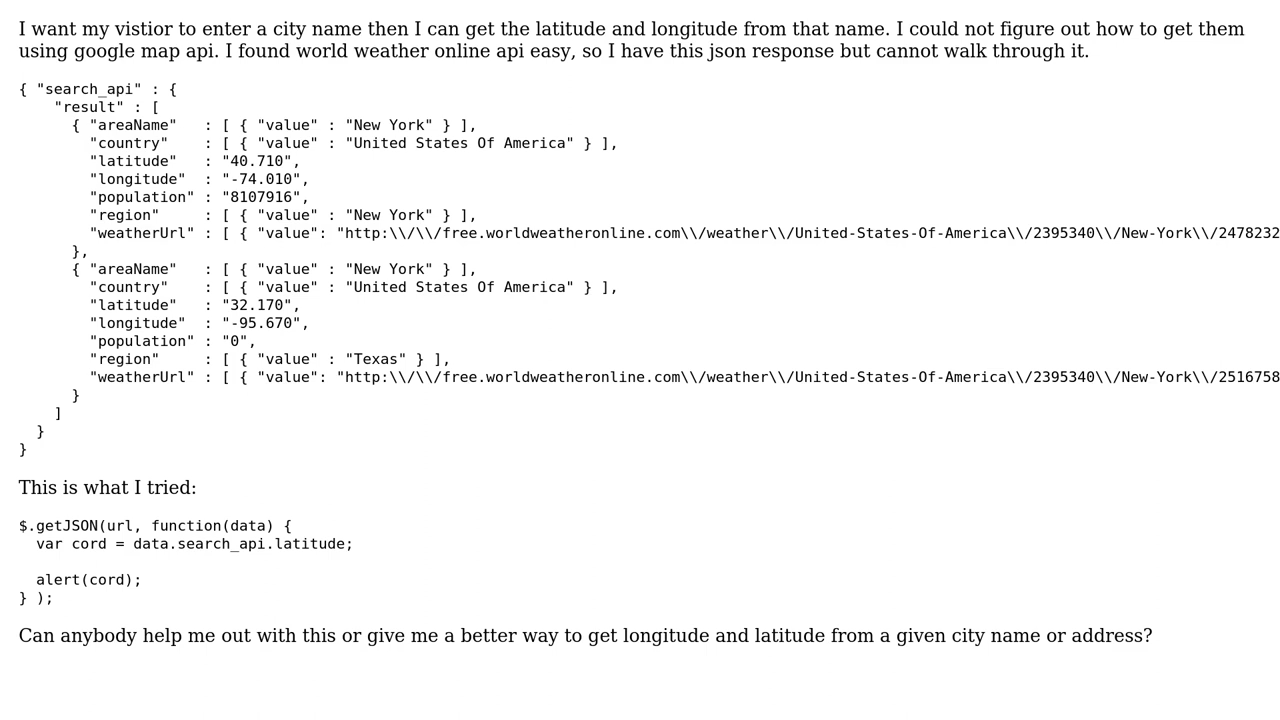 I want my vistior to enter a city name then I can get the latitude and longitude from that name. I could not figure out how to get them
using google map api. I found world weather online api easy, so I have this json response but cannot walk through it.
{ "search_api" : {
    "result" : [
      { "areaName"   : [ { "value" : "New York" } ],
        "country"    : [ { "value" : "United States Of America" } ],
        "latitude"   : "40.710",
        "longitude"  : "-74.010",
        "population" : "8107916",
        "region"     : [ { "value" : "New York" } ],
        "weatherUrl" : [ { "value": "http:\\/\\/free.worldweatheronline.com\\/weather\\/United-States-Of-America\\/2395340\\/New-York\\/2478232
      },
      { "areaName"   : [ { "value" : "New York" } ],
        "country"    : [ { "value" : "United States Of America" } ],
        "latitude"   : "32.170",
        "longitude"  : "-95.670",
        "population" : "0",
        "region"     : [ { "value" : "Texas" } ],
        "weatherUrl" : [ { "value": "http:\\/\\/free.worldweatheronline.com\\/weather\\/United-States-Of-America\\/2395340\\/New-York\\/2516758
      }
    ]
  }
}
This is what I tried:
$.getJSON(url, function(data) {
  var cord = data.search_api.latitude;
  alert(cord);
} );
Can anybody help me out with this or give me a better way to get longitude and latitude from a given city name or address?